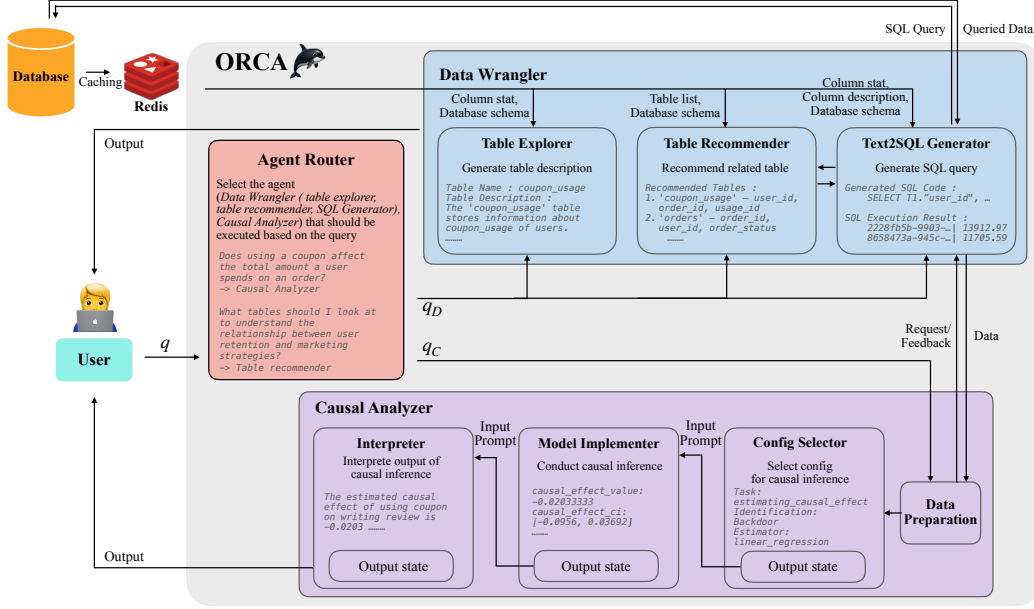 SQL Query
Queried Data
Database
Caching
Redis
ORCA
Data Wrangler
Column stat,
Database schema
Table list,
Database schema
Column stat,
Column description,
Database schema
Output
Table Explorer
Generate table description
Table Name : coupon_usage
Table Description :
The 'coupon_usage' table
stores information about
coupon_usage of users.
………
Table Recommender
Recommend related table
Recommended Tables :
1.'coupon_usage' – user_id,
order_id, usage_id
2.'orders' – order_id,
user_id, order_status
………
Text2SQL Generator
Generate SQL query
Generated SQL Code :
SELECT T1."user_id", …
SQL Execution Result :
2228fb5b-9903-…| 13912.97
8658473a-945c-…| 11705.59
Agent Router
Select the agent
(Data Wrangler ( table explorer,
table recommender, SQL Generator),
Causal Analyzer) that should be
executed based on the query
Does using a coupon affect
the total amount a user
spends on an order?
–> Causal Analyzer
What tables should I look at
to understand the
relationship between user
retention and marketing
strategies?
–> Table recommender
User
q
q_D
q_C
Request/
Feedback
Data
Causal Analyzer
Interpreter
Interprete output of
causal inference
The estimated causal
effect of using coupon
on writing review is
–0.0203 ………
Output state
Input
Prompt
Model Implementer
Conduct causal inference
causal_effect_value:
–0.02033333
causal_effect_ci:
[–0.0956, 0.03692]
………
Output state
Input
Prompt
Config Selector
Select config
for causal inference
Task:
estimating_causal_effect
Identification:
Backdoor
Estimator:
linear_regression
Output state
Data
Preparation
Output